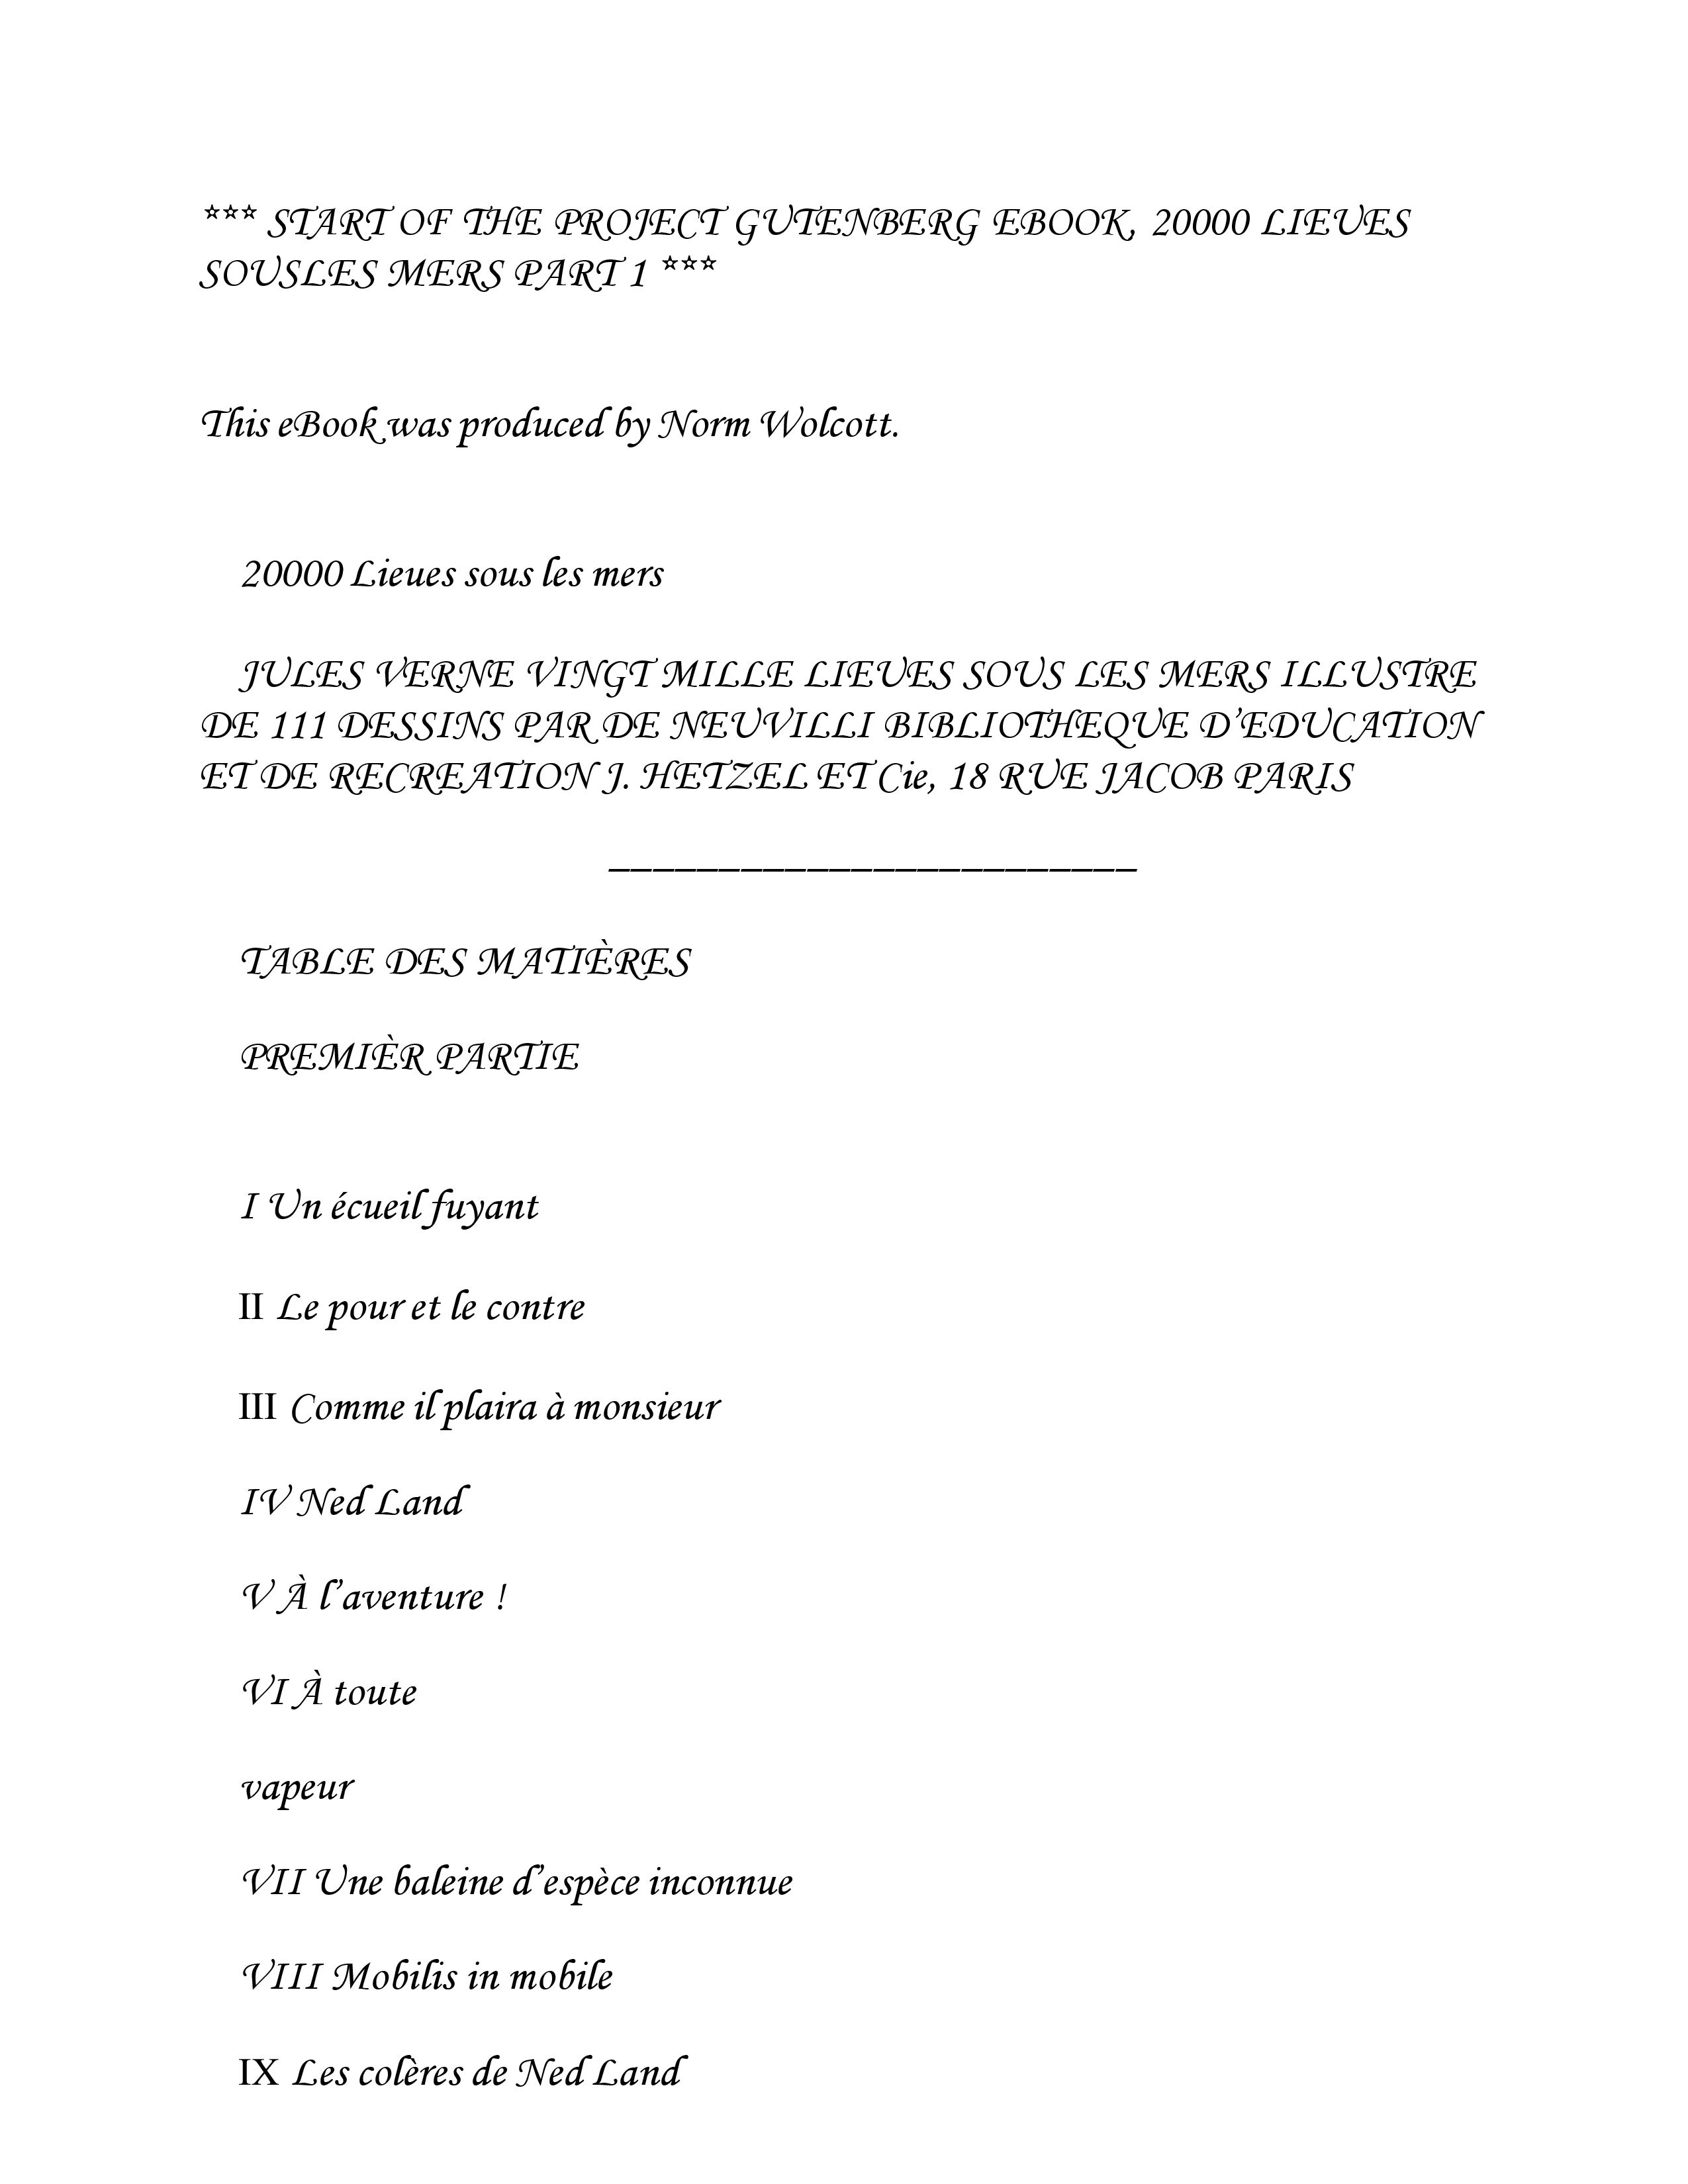 *** START OF THE PROJECT GUTENBERG EBOOK, 20000 LIEUES
SOUSLES MERS PART 1 ***
This eBook was produced by Norm Wolcott.
20000 Lieues sous les mers
JULES VERNE VINGT MILLE LIEUES SOUS LES MERS ILLUSTRE
DE 111 DESSINS PAR DE NEUVILLI BIBLIOTHEQUE D’EDUCATION
ET DE RECREATION J. HETZEL ET Cie, 18 RUE JACOB PARIS
________________________
TABLE DES MATIÈRES
PREMIÈR PARTIE
I Un écueil fuyant
II Le pour et le contre
III Comme il plaira à monsieur
IV Ned Land
V À l’aventure !
VI À toute
vapeur
VII Une baleine d’espèce inconnue
VIII Mobilis in mobile
IX Les colères de Ned Land